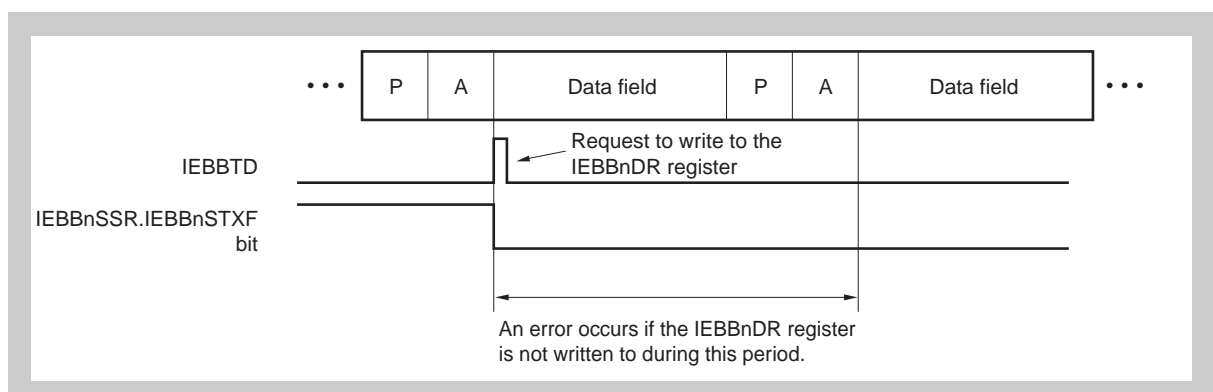 ••• P A Data field P A Data field •••
Request to write to the
IEBBnDR register
IEBBTD
IEBBnSSR.IEBBnSTXF
bit
An error occurs if the IEBBnDR register
is not written to during this period.